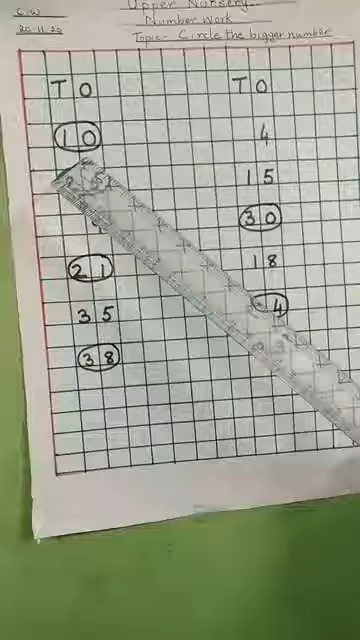 C.W
Upper Nursery
20.11.20
Number Work
Topic - Circle the bigger number
T O T O
10 4
15
30
21 18
35 4
38